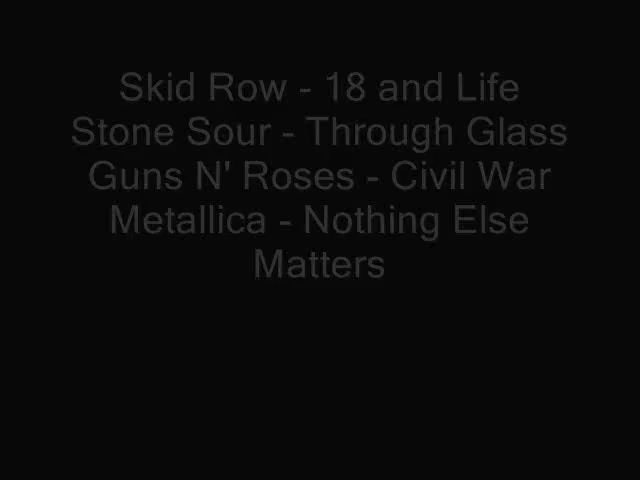 Skid Row - 18 and Life
Stone Sour - Through Glass
Guns N' Roses - Civil War
Metallica - Nothing Else
Matters